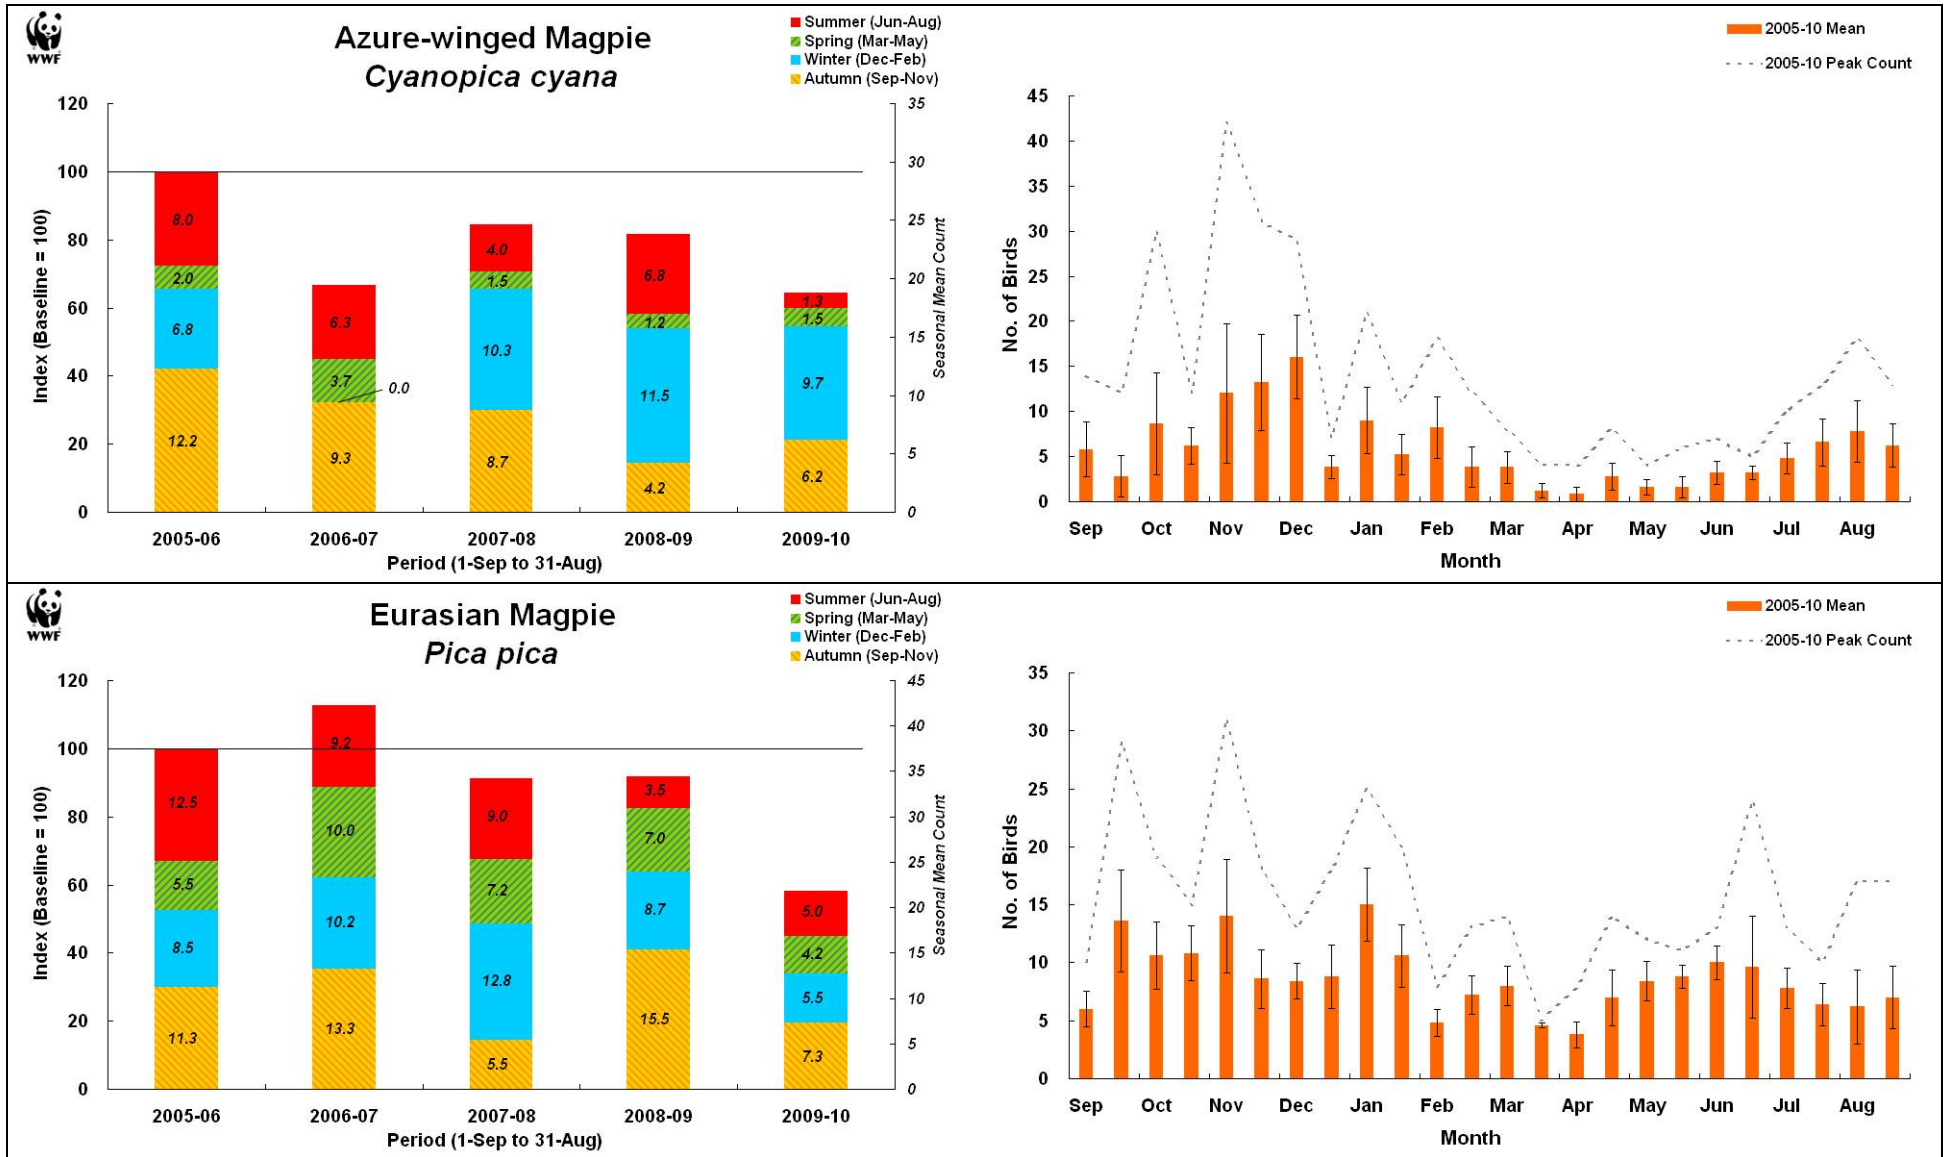 WWF
Azure-winged Magpie
Cyanopica cyana
Summer (Jun-Aug)
Spring (Mar-May)
Winter (Dec-Feb)
Autumn (Sep-Nov)
Index (Baseline = 100)
120
100
80
60
40
20
0
8.0
2.0
6.8
12.2
6.3
3.7
0.0
9.3
4.0
1.5
10.3
8.7
6.8
1.2
11.5
4.2
1.3
1.5
9.7
6.2
35
30
25
20
15
10
5
0
Seasonal Mean Count
2005-06 2006-07 2007-08 2008-09 2009-10
Period (1-Sep to 31-Aug)
2005-10 Mean
2005-10 Peak Count
No. of Birds
45
40
35
30
25
20
15
10
5
0
Sep Oct Nov Dec Jan Feb Mar Apr May Jun Jul Aug
Month
WWF
Eurasian Magpie
Pica pica
Summer (Jun-Aug)
Spring (Mar-May)
Winter (Dec-Feb)
Autumn (Sep-Nov)
Index (Baseline = 100)
120
100
80
60
40
20
0
12.5
5.5
8.5
11.3
9.2
10.0
10.2
13.3
9.0
7.2
12.8
5.5
3.5
7.0
8.7
15.5
5.0
4.2
5.5
7.3
45
40
35
30
25
20
15
10
5
0
Seasonal Mean Count
2005-06 2006-07 2007-08 2008-09 2009-10
Period (1-Sep to 31-Aug)
2005-10 Mean
2005-10 Peak Count
No. of Birds
35
30
25
20
15
10
5
0
Sep Oct Nov Dec Jan Feb Mar Apr May Jun Jul Aug
Month